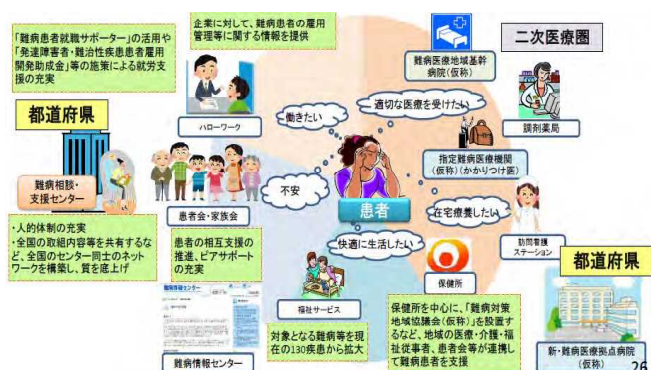 「難病患者就職サポーター」の活用や
「発達障害者・難治性疾患患者雇用
開発助成金」等の施策による就労支
援の充実
企業に対して、難病患者の雇用
管理等に関する情報を提供
難病医療地域基幹
病院(仮称)
二次医療圏
働きたい
適切な医療を受けたい
ハローワーク
調剤薬局
都道府県
難病相談・
支援センター
指定難病医療機関
(仮称)(かかりつけ医)
不安
患者会・家族会
患者
在宅療養したい
訪問看護
ステーション
・人的体制の充実
・全国の取組内容等を共有するな
ど、全国のセンター同士のネット
ワークを構築し、質を底上げ
患者の相互支援の
推進、ピアサポート
の充実
快適に生活したい
保健所
都道府県
難病情報センター
福祉サービス
対象となる難病等を現
在の130疾患から拡大
保健所を中心に、「難病対策
地域協議会(仮称)」を設置す
るなど、地域の医療・介護・福
祉従事者、患者会等が連携し
て難病患者を支援
難病情報センター
新・難病医療拠点病院
(仮称)
26